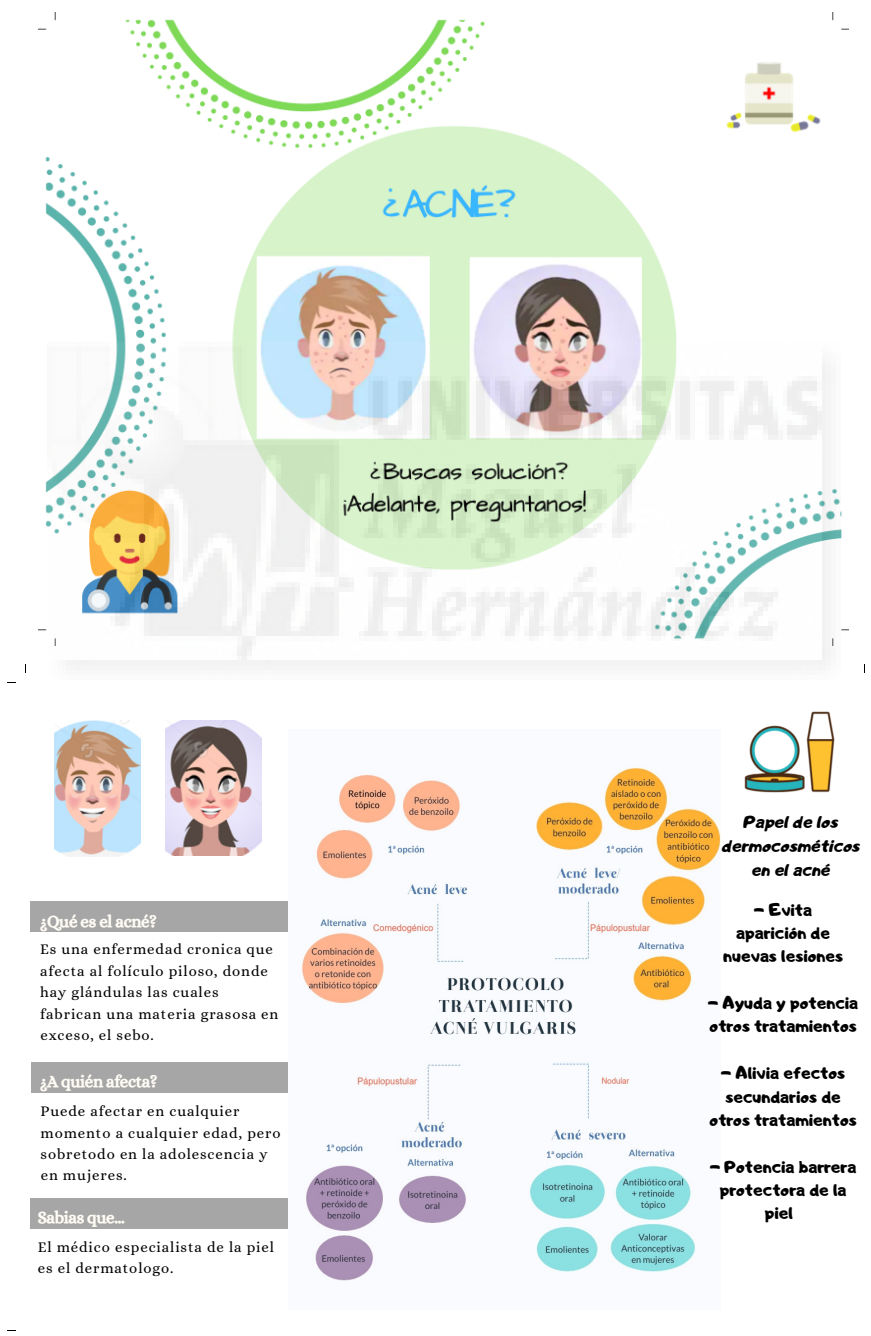 ¿ACNÉ?
UNIVERSITAS
Miguel
Hernández
¿Buscas solución?
¡Adelante, preguntanos!
¿Qué es el acné?
Es una enfermedad cronica que
afecta al folículo piloso, donde
hay glándulas las cuales
fabrican una materia grasosa en
exceso, el sebo.
¿A quién afecta?
Puede afectar en cualquier
momento a cualquier edad, pero
sobretodo en la adolescencia y
en mujeres.
Sabias que...
El médico especialista de la piel
es el dermatologo.
Retinoide
tópico
Peróxido
de benzoilo
Emolientes
1ª opción
Acné leve
Alternativa
Comedogénico
Combinación de
varios retinoides
o retonide con
antibiótico tópico
Retinoide
aislado o con
peróxido de
benzoilo
Peróxido de
benzoilo
Peróxido de
benzoilo con
antibiótico
tópico
1ª opción
Acné leve/
moderado
Emolientes
Pápulopustular
Alternativa
Antibiótico
oral
PROTOCOLO
TRATAMIENTO
ACNÉ VULGARIS
Pápulopustular
Acné
moderado
1ª opción
Alternativa
Antibiótico oral
+ retinoide +
peróxido de
benzoilo
Isotretinoina
oral
Emolientes
Nodular
Acné severo
1ª opción
Alternativa
Isotretinoina
oral
Antibiótico oral
+ retinoide
tópico
Emolientes
Valorar
Anticonceptivas
en mujeres
Papel de los
dermocosméticos
en el acné
- Evita
aparición de
nuevas lesiones
- Ayuda y potencia
otros tratamientos
- Alivia efectos
secundarios de
otros tratamientos
- Potencia barrera
protectora de la
piel